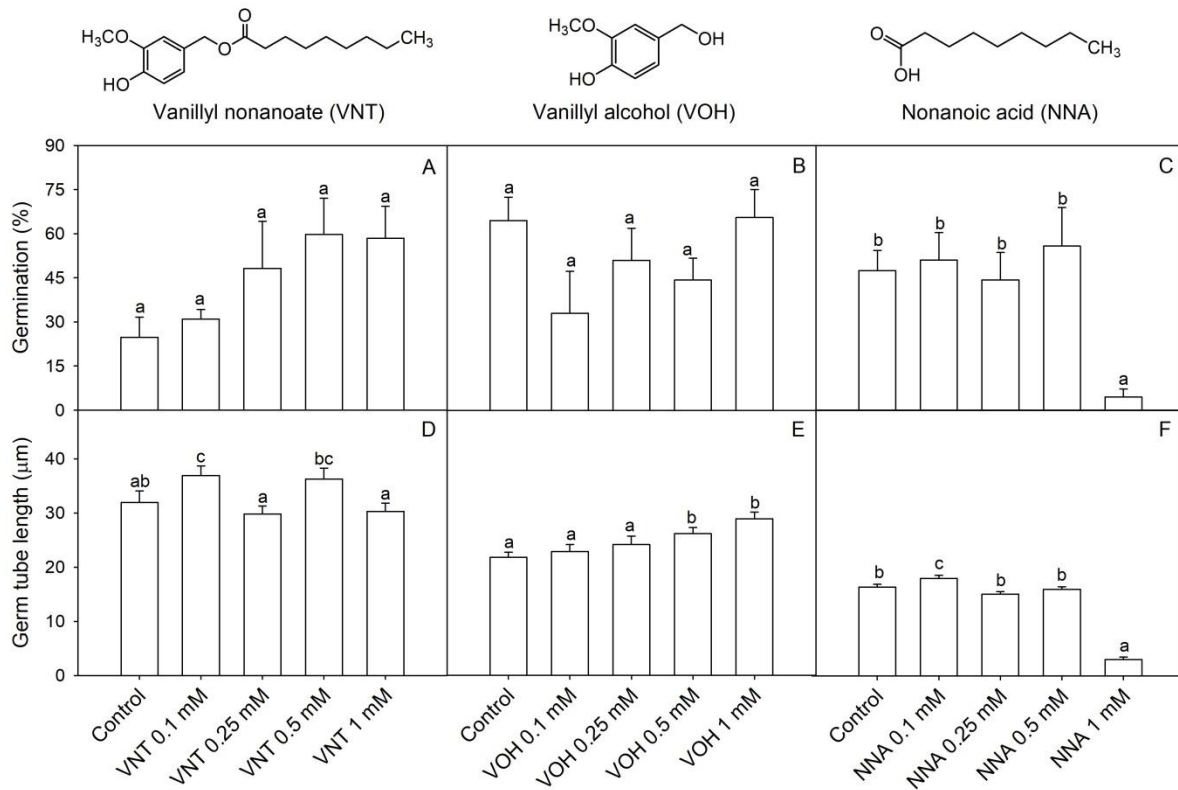 O
H₃CO
O
CH₃
HO
Vanillyl nonanoate (VNT)
H₃CO
OH
HO
Vanillyl alcohol (VOH)
O
CH₃
OH
Nonanoic acid (NNA)
Germination (%)
90
75
60
45
30
15
0
A
a a a a a
B
a a a a a
C
b b b b a
Germ tube length (μm)
40
30
20
10
0
D
ab c a bc a
E
a a a b b
F
b c b b a
Control
VNT 0.1 mM
VNT 0.25 mM
VNT 0.5 mM
VNT 1 mM
Control
VOH 0.1 mM
VOH 0.25 mM
VOH 0.5 mM
VOH 1 mM
Control
NNA 0.1 mM
NNA 0.25 mM
NNA 0.5 mM
NNA 1 mM